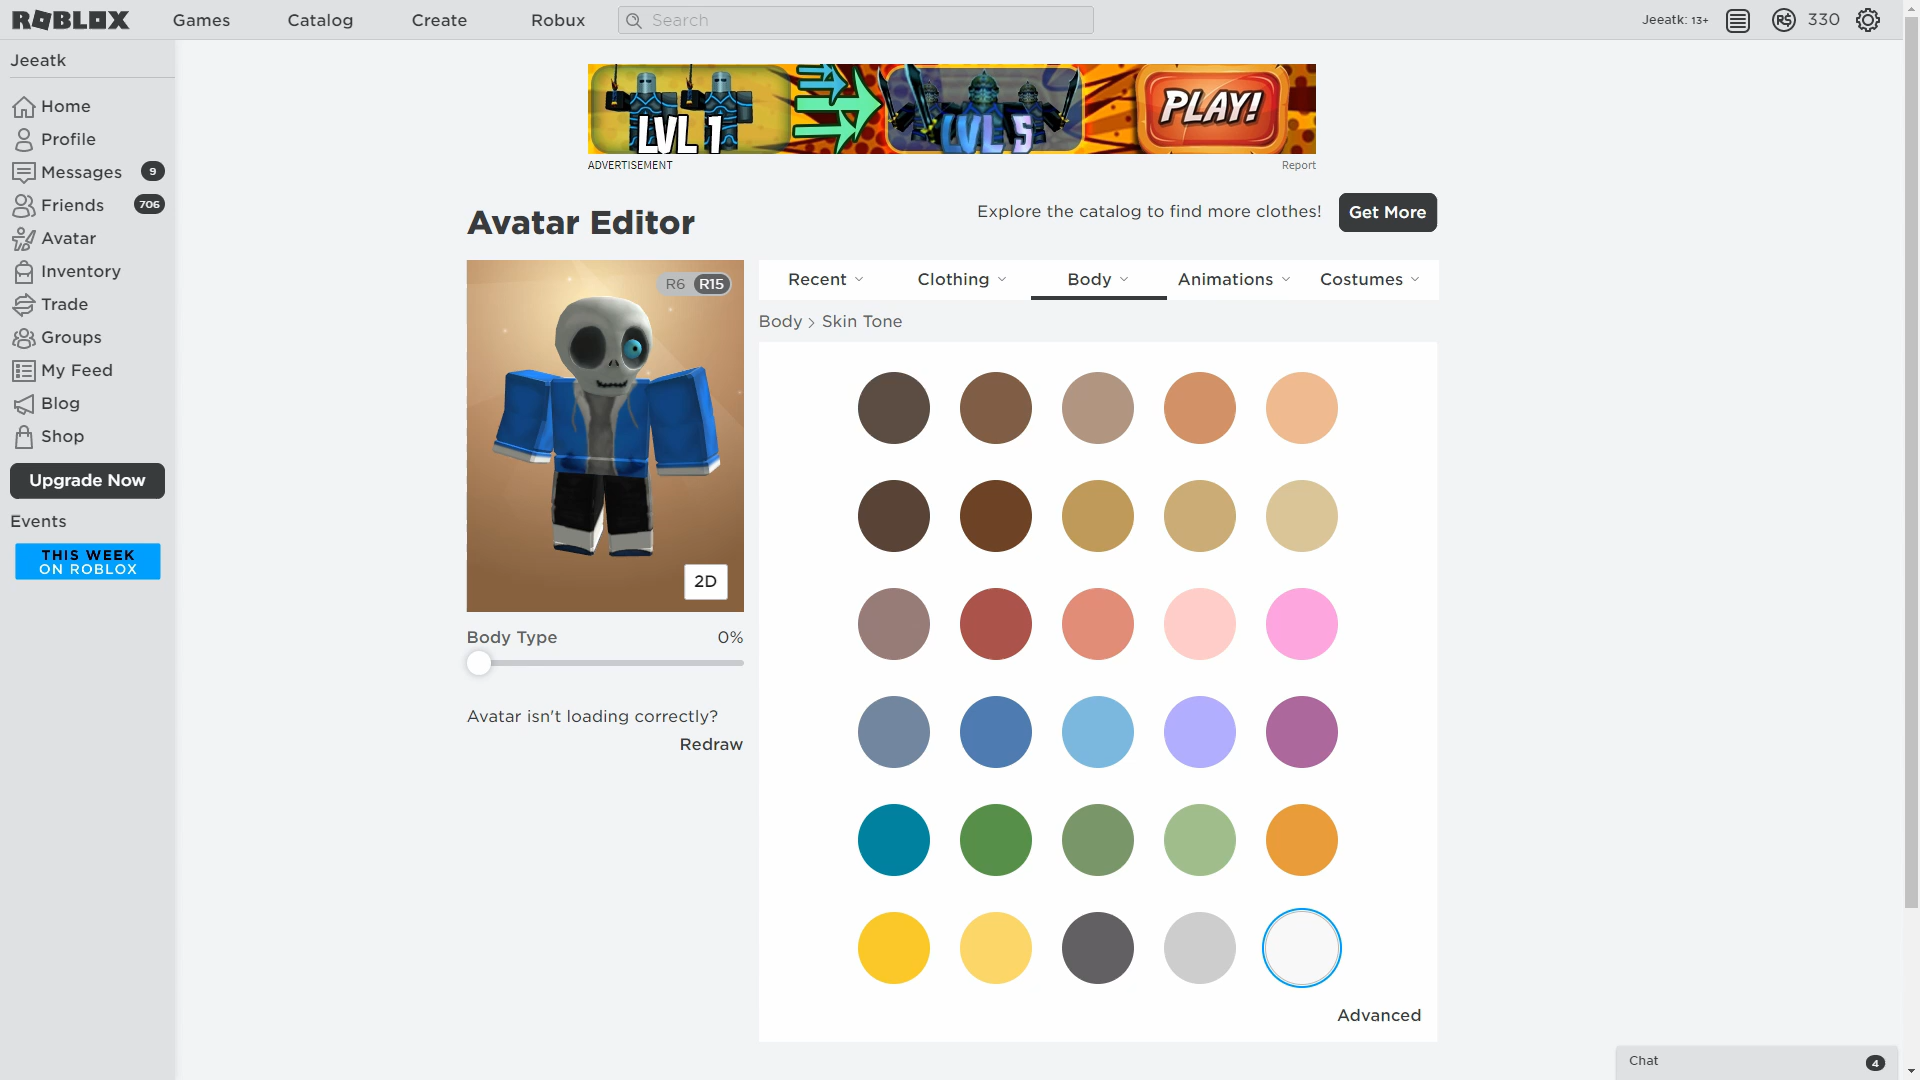 ROBLOX Games Catalog Create Robux Search Jeeatk: 13+ R$ 330
Jeeatk
Home
Profile
Messages 9
Friends 706
Avatar
Inventory
Trade
Groups
My Feed
Blog
Shop
Upgrade Now
Events
THIS WEEK
ON ROBLOX
LVL 1 LVL 5 PLAY!
ADVERTISEMENT Report
Avatar Editor Explore the catalog to find more clothes! Get More
R6 R15
2D
Body Type 0%
Avatar isn't loading correctly?
Redraw
Recent Clothing Body Animations Costumes
Body > Skin Tone
Advanced
Chat 4